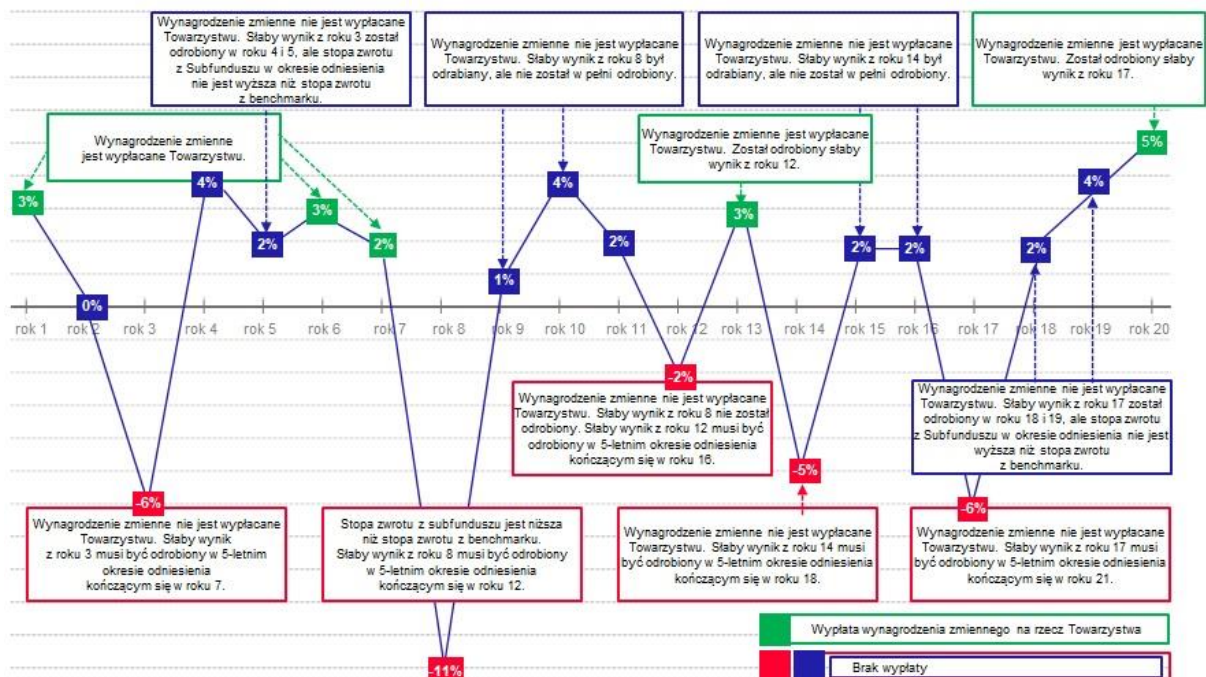 Wynagrodzenie zmienne nie jest wypłacane
Towarzystwu. Słaby wynik z roku 3 został
odrobiony w roku 4 i 5, ale stopa zwrotu
z Subfunduszu w okresie odniesienia
nie jest wyższa niż stopa zwrotu
z benchmarku.
Wynagrodzenie zmienne nie jest wypłacane
Towarzystwu. Słaby wynik z roku 8 był
odrabiany, ale nie został w pełni odrobiony.
Wynagrodzenie zmienne nie jest wypłacane
Towarzystwu. Słaby wynik z roku 14 był
odrabiany, ale nie został w pełni odrobiony.
Wynagrodzenie zmienne jest wypłacane
Towarzystwu. Został odrobiony słaby
wynik z roku 17.
Wynagrodzenie zmienne
jest wypłacane Towarzystwu.
Wynagrodzenie zmienne jest wypłacane
Towarzystwu. Został odrobiony słaby
wynik z roku 12.
3%
0%
-6%
4%
2%
3%
2%
-11%
1%
4%
2%
-2%
3%
-5%
2%
2%
-6%
2%
4%
5%
rok 1
rok 2
rok 3
rok 4
rok 5
rok 6
rok 7
rok 8
rok 9
rok 10
rok 11
rok 12
rok 13
rok 14
rok 15
rok 16
rok 17
rok 18
rok 19
rok 20
Wynagrodzenie zmienne nie jest wypłacane
Towarzystwu. Słaby wynik z roku 8 nie został
odrobiony. Słaby wynik z roku 12 musi być
odrobiony w 5-letnim okresie odniesienia
kończącym się w roku 16.
Wynagrodzenie zmienne nie jest wypłacane
Towarzystwu. Słaby wynik z roku 17 został
odrobiony w roku 18 i 19, ale stopa zwrotu
z Subfunduszu w okresie odniesienia nie jest
wyższa niż stopa zwrotu
z benchmarku.
Wynagrodzenie zmienne nie jest wypłacane
Towarzystwu. Słaby wynik
z roku 3 musi być odrobiony w 5-letnim
okresie odniesienia
kończącym się w roku 7.
Stopa zwrotu z subfunduszu jest niższa
niż stopa zwrotu z benchmarku.
Słaby wynik z roku 8 musi być odrobiony
w 5-letnim okresie odniesienia
kończącym się w roku 12.
Wynagrodzenie zmienne nie jest wypłacane
Towarzystwu. Słaby wynik z roku 14 musi
być odrobiony w 5-letnim okresie odniesienia
kończącym się w roku 18.
Wynagrodzenie zmienne nie jest wypłacane
Towarzystwu. Słaby wynik z roku 17 musi
być odrobiony w 5-letnim okresie odniesienia
kończącym się w roku 21.
Wypłata wynagrodzenia zmiennego na rzecz Towarzystwa
Brak wypłaty